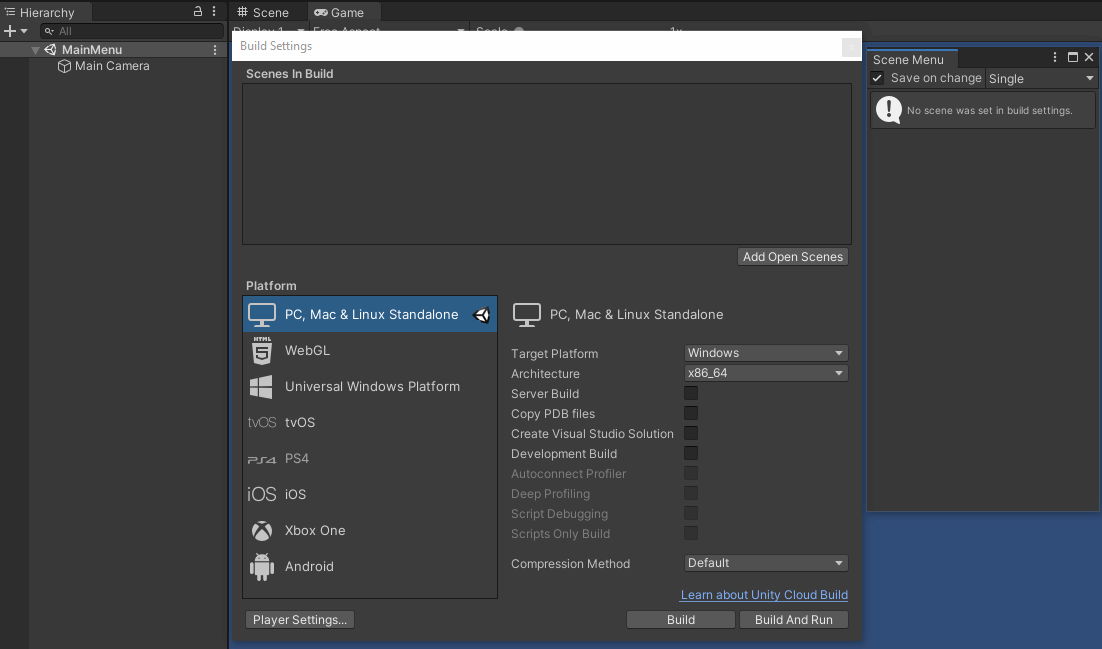 Hierarchy
All
MainMenu
Main Camera
Scene
Game
Display 1
Free Aspect
Scale
1x
Build Settings
Scenes In Build
Add Open Scenes
Platform
PC, Mac & Linux Standalone
HTML
5
WebGL
Universal Windows Platform
tvOS tvOS
PS4 PS4
iOS iOS
Xbox One
Android
PC, Mac & Linux Standalone
Target Platform Windows
Architecture x86_64
Server Build
Copy PDB files
Create Visual Studio Solution
Development Build
Autoconnect Profiler
Deep Profiling
Script Debugging
Scripts Only Build
Compression Method Default
Learn about Unity Cloud Build
Player Settings...
Build
Build And Run
Scene Menu
Save on change
Single
No scene was set in build settings.